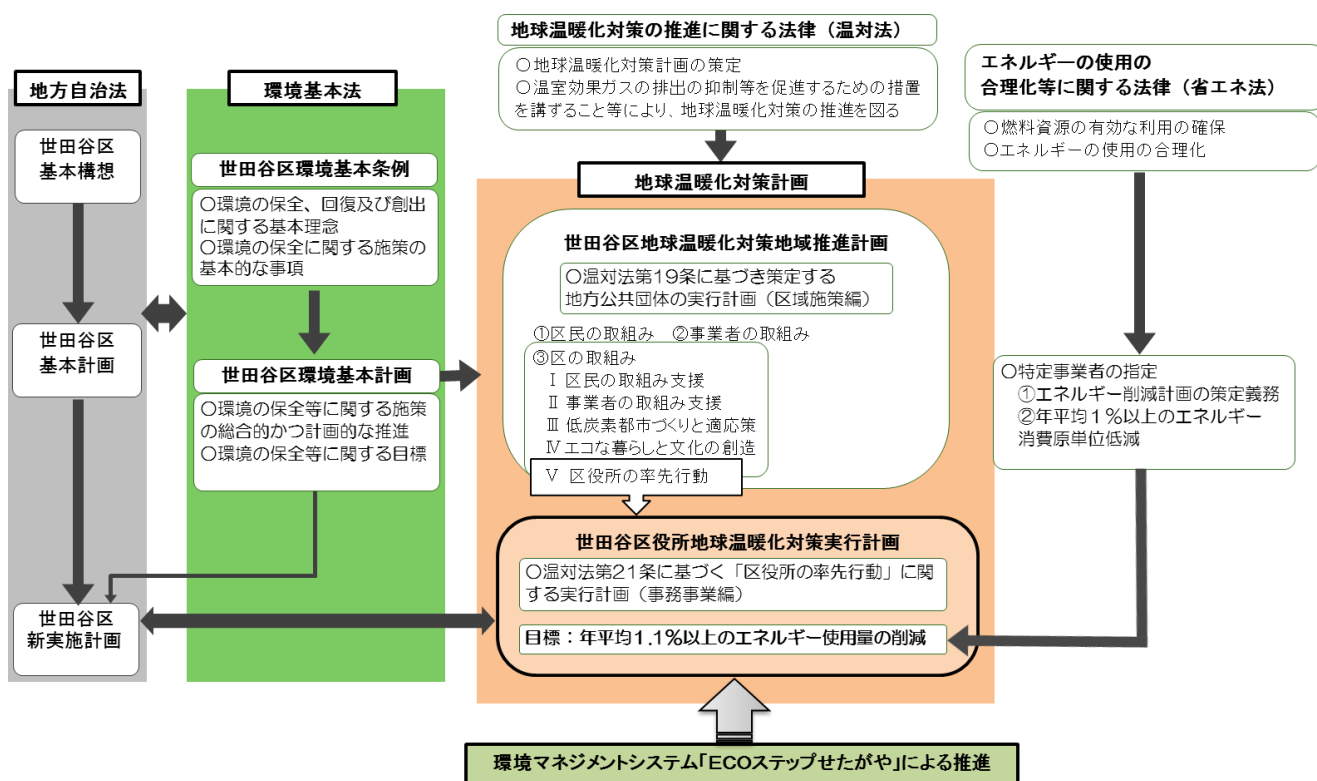 地方自治法
世田谷区
基本構想
世田谷区
基本計画
世田谷区
新実施計画
環境基本法
世田谷区環境基本条例
○環境の保全、回復及び創出
に関する基本理念
○環境の保全に関する施策の
基本的な事項
世田谷区環境基本計画
○環境の保全等に関する施策
の総合的かつ計画的な推進
○環境の保全等に関する目標
地球温暖化対策の推進に関する法律（温対法）
○地球温暖化対策計画の策定
○温室効果ガスの排出の抑制等を促進するための措置
を講ずること等により、地球温暖化対策の推進を図る
地球温暖化対策計画
世田谷区地球温暖化対策地域推進計画
○温対法第19条に基づき策定する
地方公共団体の実行計画（区域施策編）
①区民の取組み　②事業者の取組み
③区の取組み
Ⅰ 区民の取組み支援
Ⅱ 事業者の取組み支援
Ⅲ 低炭素都市づくりと適応策
Ⅳ エコな暮らしと文化の創造
Ⅴ 区役所の率先行動
世田谷区役所地球温暖化対策実行計画
○温対法第21条に基づく「区役所の率先行動」に関
する実行計画（事務事業編）
目標：年平均1.1％以上のエネルギー使用量の削減
エネルギーの使用の
合理化等に関する法律（省エネ法）
○燃料資源の有効な利用の確保
○エネルギーの使用の合理化
○特定事業者の指定
①エネルギー削減計画の策定義務
②年平均１％以上のエネルギー
消費原単位低減
環境マネジメントシステム「ECOステップせたがや」による推進